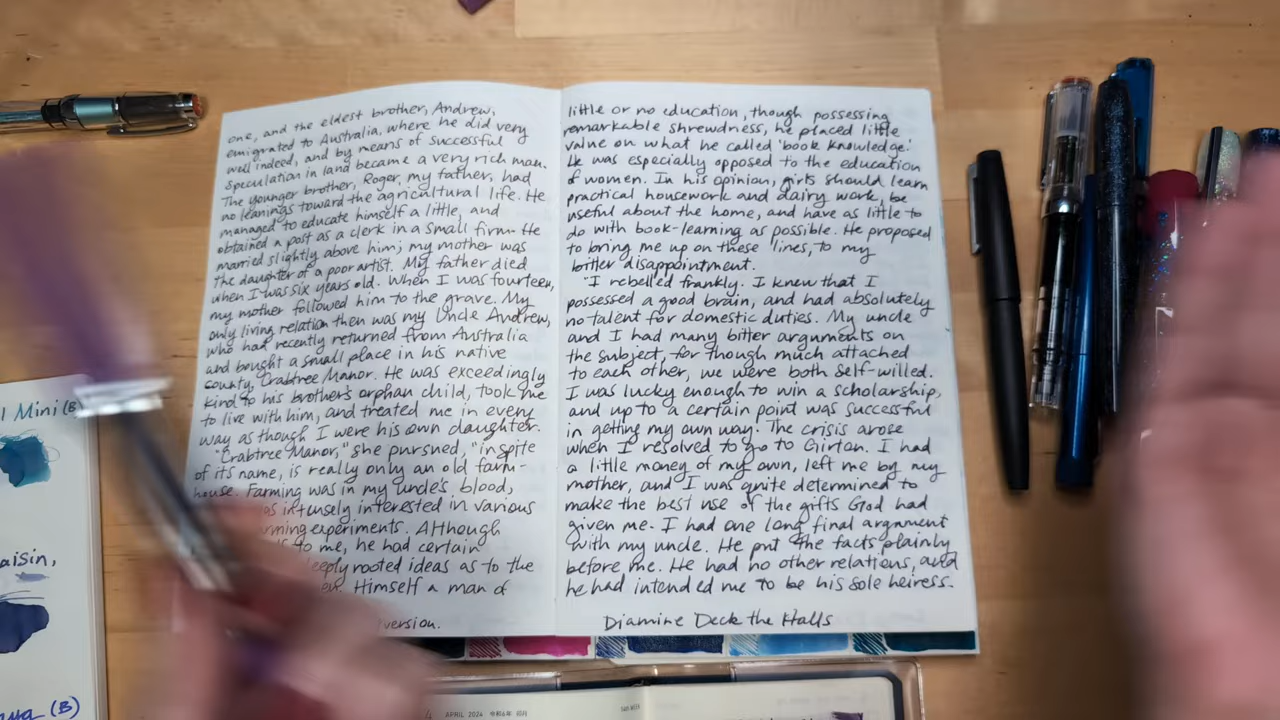 one, and the eldest brother, Andrew,
emigrated to Australia, where he did very
well indeed, and by means of successful
speculation in land became a very rich man.
The younger brother, Roger, my father, had
no leanings toward the agricultural life. He
managed to educate himself a little, and
obtained a post as a clerk in a small firm. He
married slightly above him; my mother was
the daughter of a poor artist. My father died
when I was six years old. When I was fourteen,
my mother followed him to the grave. My
only living relation then was my uncle Andrew,
who had recently returned from Australia
and bought a small place in his native
county, Crabtree Manor. He was exceedingly
kind to his brother's orphan child, took me
to live with him, and treated me in every
way as though I were his own daughter.
"Crabtree Manor," she pursued, "in spite
of its name, is really only an old farm-
house. Farming was in my uncle's blood,
intensely interested in various
farming experiments. Although
to me, he had certain
deeply rooted ideas as to the
Himself a man of
version.
little or no education, though possessing
remarkable shrewdness, he placed little
value on what he called 'book knowledge.'
He was especially opposed to the education
of women. In his opinion, girls should learn
practical housework and dairy work, be
useful about the home, and have as little to
do with book-learning as possible. He proposed
to bring me up on these lines, to my
bitter disappointment.
"I rebelled frankly. I knew that I
possessed a good brain, and had absolutely
no talent for domestic duties. My uncle
and I had many bitter arguments on
the subject, for though much attached
to each other, we were both self-willed.
I was lucky enough to win a scholarship,
and up to a certain point was successful
in getting my own way. The crisis arose
when I resolved to go to Girton. I had
a little money of my own, left me by my
mother, and I was quite determined to
make the best use of the gifts God had
given me. I had one long final argument
with my uncle. He put the facts plainly
before me. He had no other relations, and
he had intended me to be his sole heiress.
Diamine Deck the Halls
Mini (B)
aisin,
(B)
4 APRIL 2024